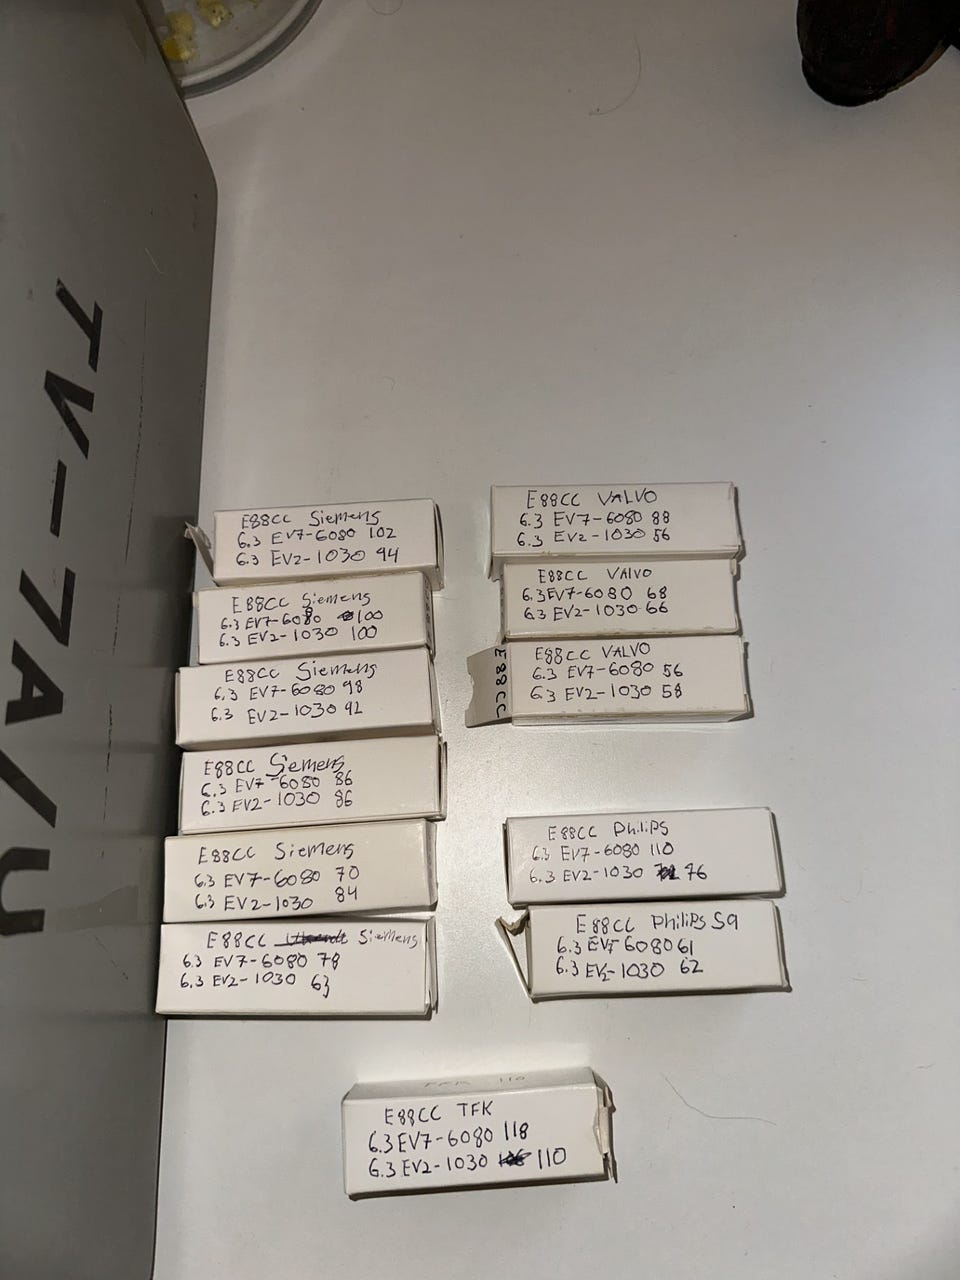 TV-7A/U
E88CC Siemens
6.3 EV7-6080 102
6.3 EV2-1030 94
E88CC Siemens
6.3 EV7-6080 100
6.3 EV2-1030 100
E88CC Siemens
6.3 EV7-6080 98
6.3 EV2-1030 92
E88CC Siemens
6.3 EV7-6080 86
6.3 EV2-1030 86
E88CC Siemens
6.3 EV7-6080 70
6.3 EV2-1030 84
E88CC Siemens
6.3 EV7-6080 78
6.3 EV2-1030 63
E88CC VALVO
6.3 EV7-6080 88
6.3 EV2-1030 56
E88CC VALVO
6.3 EV7-6080 68
6.3 EV2-1030 66
E88CC
E88CC VALVO
6.3 EV7-6080 56
6.3 EV2-1030 58
E88CC PhiliPs
6.3 EV7-6080 110
6.3 EV2-1030 76
E88CC PhiliPs SQ
6.3 EV7 6080 61
6.3 EV2-1030 62
E88CC TFK
6.3 EV7-6080 118
6.3 EV2-1030 110